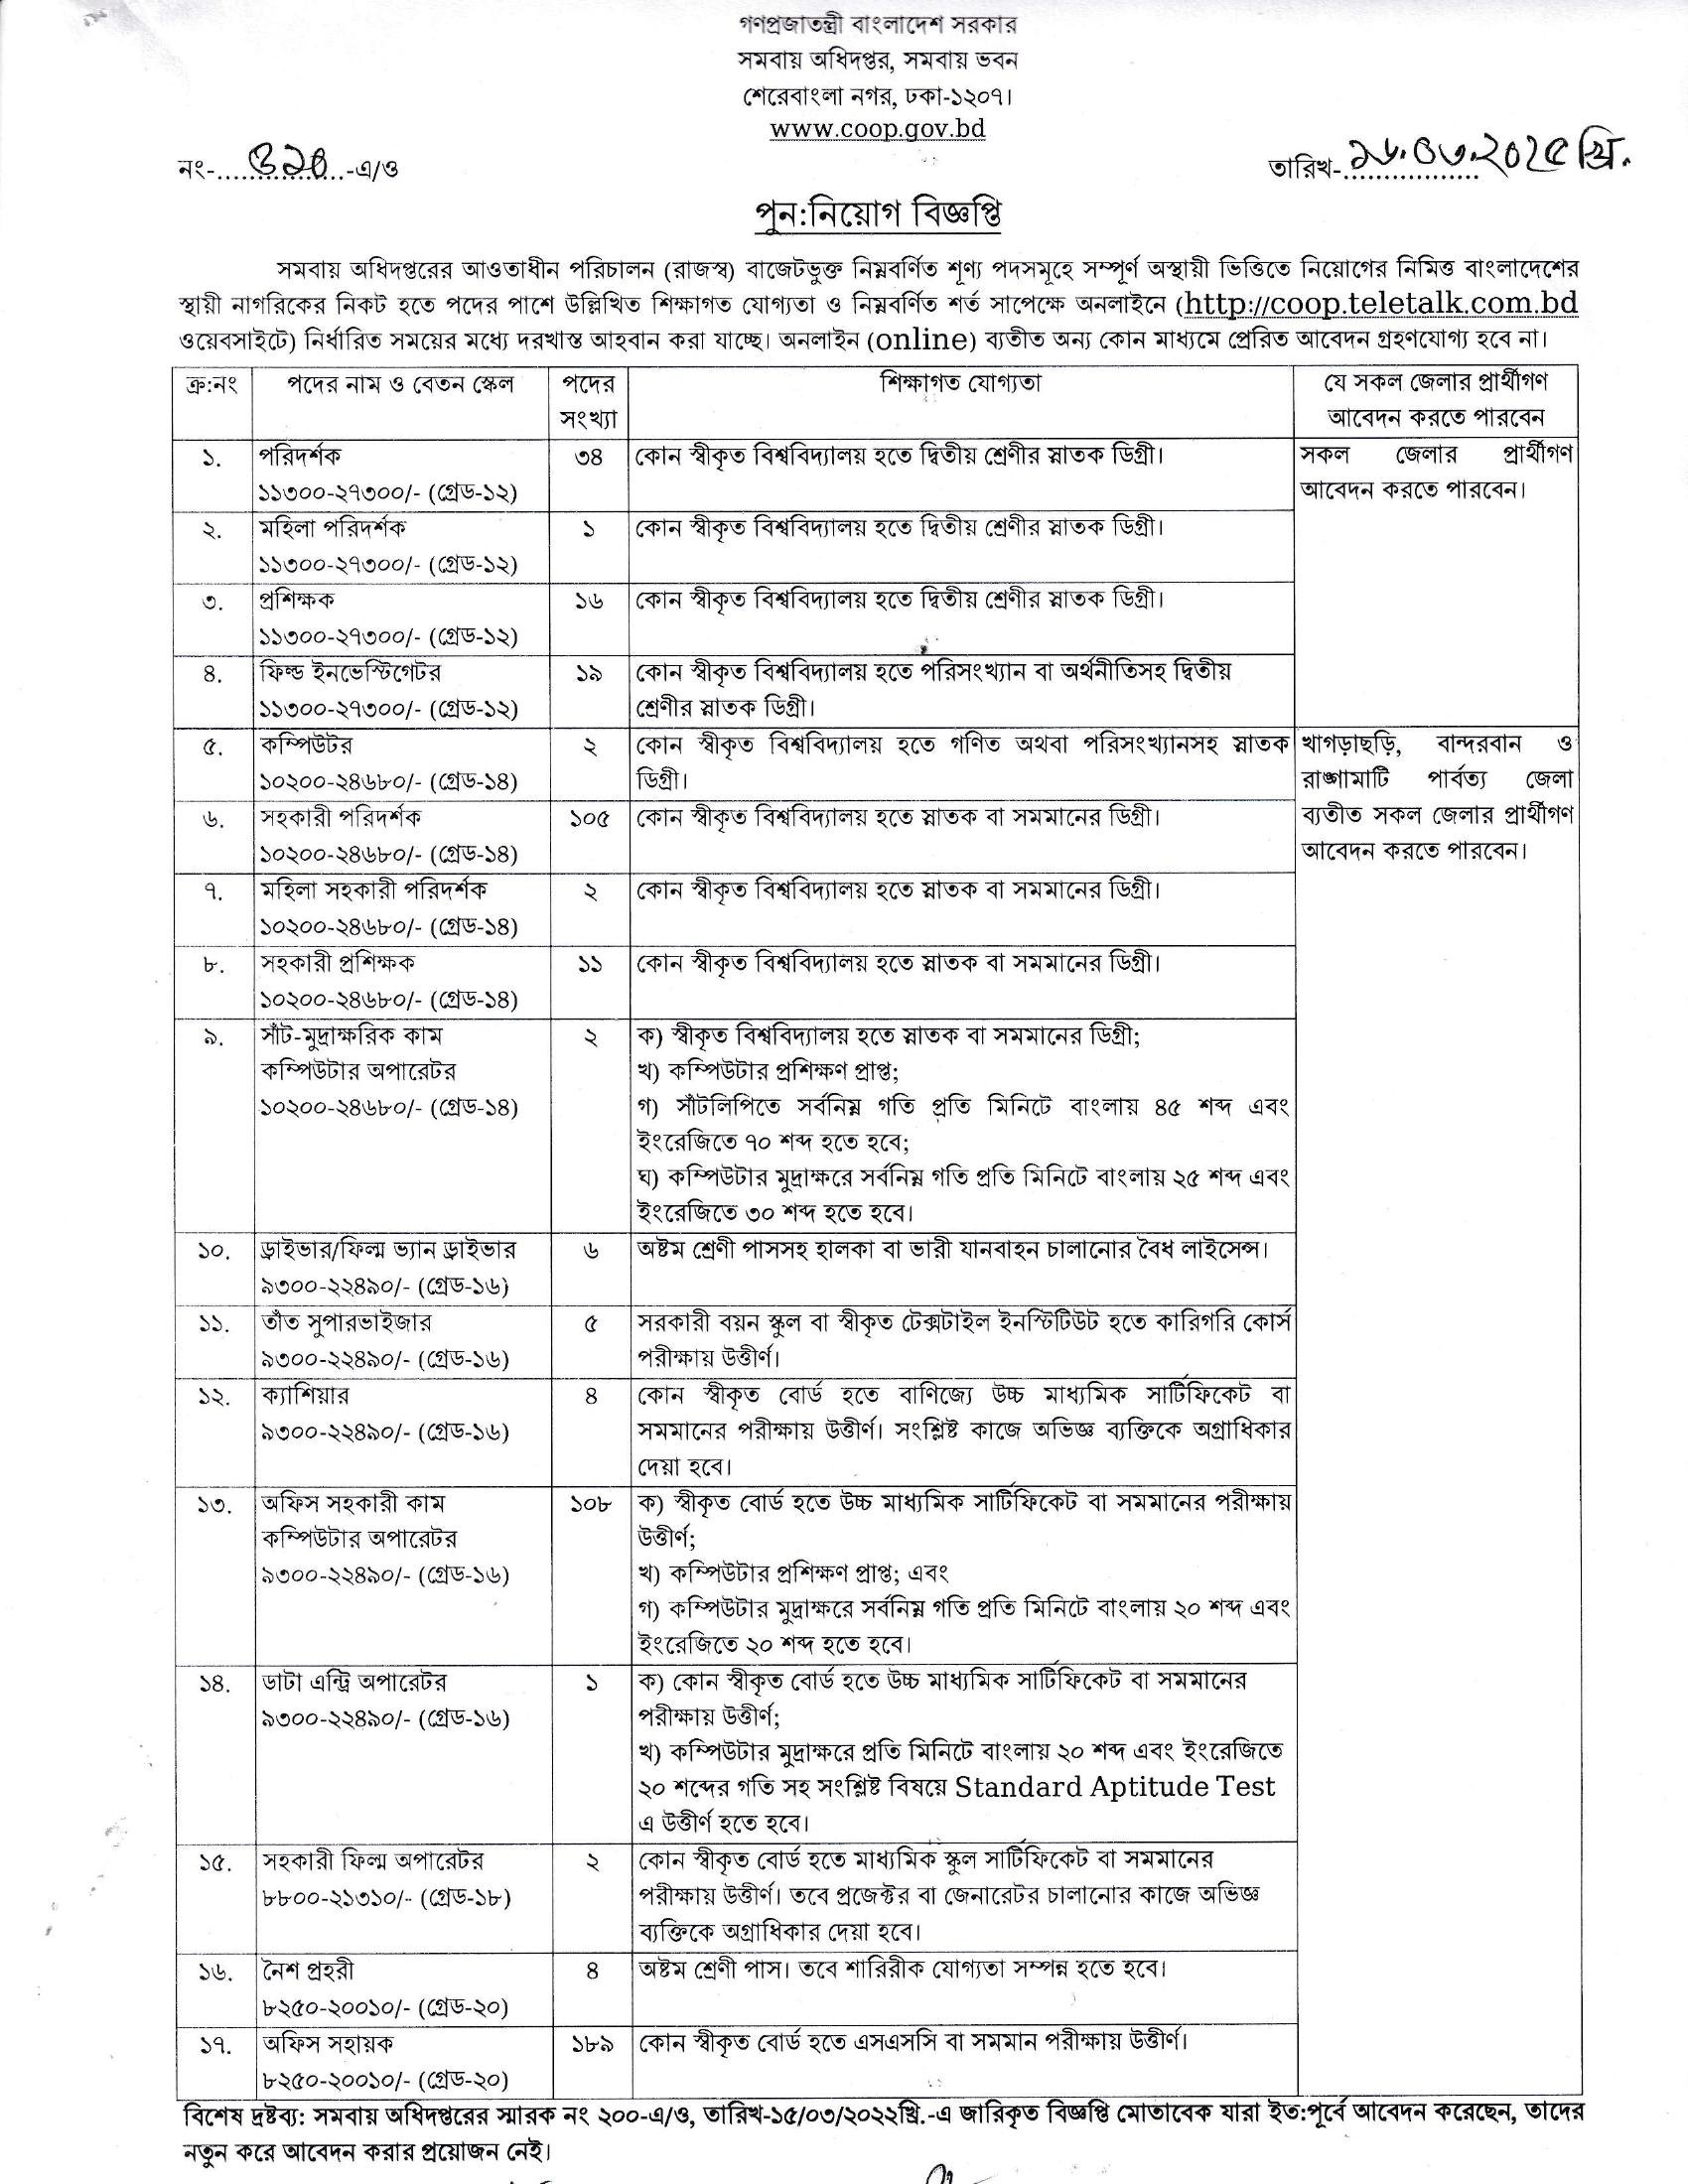 গণপ্রজাতন্ত্রী বাংলাদেশ সরকার
সমবায় অধিদপ্তর, সমবায় ভবন
শেরেবাংলা নগর, ঢকা-১২০৭।
www.coop.gov.bd
নং-................-এ/ও
তারিখ-১৬.০৩.২০২৫ খ্রি.
পুন:নিয়োগ বিজ্ঞপ্তি
সমবায় অধিদপ্তরের আওতাধীন পরিচালন (রাজস্ব) বাজেটভুক্ত নিম্নবর্ণিত শূণ্য পদসমূহে সম্পূর্ণ অস্থায়ী ভিত্তিতে নিয়োগের নিমিত্ত বাংলাদেশের
স্থায়ী নাগরিকের নিকট হতে পদের পাশে উল্লিখিত শিক্ষাগত যোগ্যতা ও নিম্নবর্ণিত শর্ত সাপেক্ষে অনলাইনে (http://coop.teletalk.com.bd
ওয়েবসাইটে) নির্ধারিত সময়ের মধ্যে দরখাস্ত আহবান করা যাচ্ছে। অনলাইন (online) ব্যতীত অন্য কোন মাধ্যমে প্রেরিত আবেদন গ্রহণযোগ্য হবে না।
ক্র:নং পদের নাম ও বেতন স্কেল পদের শিক্ষাগত যোগ্যতা যে সকল জেলার প্রার্থীগণ
সংখ্যা আবেদন করতে পারবেন
১. পরিদর্শক ৩৪ কোন স্বীকৃত বিশ্ববিদ্যালয় হতে দ্বিতীয় শ্রেণীর স্নাতক ডিগ্রী। সকল জেলার প্রার্থীগণ
১১৩০০-২৭৩০০/- (গ্রেড-১২) আবেদন করতে পারবেন।
২. মহিলা পরিদর্শক ১ কোন স্বীকৃত বিশ্ববিদ্যালয় হতে দ্বিতীয় শ্রেণীর স্নাতক ডিগ্রী।
১১৩০০-২৭৩০০/- (গ্রেড-১২)
৩. প্রশিক্ষক ১৬ কোন স্বীকৃত বিশ্ববিদ্যালয় হতে দ্বিতীয় শ্রেণীর স্নাতক ডিগ্রী।
১১৩০০-২৭৩০০/- (গ্রেড-১২)
৪. ফিল্ড ইনভেস্টিগেটর ১৯ কোন স্বীকৃত বিশ্ববিদ্যালয় হতে পরিসংখ্যান বা অর্থনীতিসহ দ্বিতীয়
১১৩০০-২৭৩০০/- (গ্রেড-১২) শ্রেণীর স্নাতক ডিগ্রী।
৫. কম্পিউটর ২ কোন স্বীকৃত বিশ্ববিদ্যালয় হতে গণিত অথবা পরিসংখ্যানসহ স্নাতক খাগড়াছড়ি, বান্দরবান ও
১০২০০-২৪৬৮০/- (গ্রেড-১৪) ডিগ্রী। রাঙ্গামাটি পার্বত্য জেলা
৬. সহকারী পরিদর্শক ১০৫ কোন স্বীকৃত বিশ্ববিদ্যালয় হতে স্নাতক বা সমমানের ডিগ্রী। ব্যতীত সকল জেলার প্রার্থীগণ
১০২০০-২৪৬৮০/- (গ্রেড-১৪) আবেদন করতে পারবেন।
৭. মহিলা সহকারী পরিদর্শক ২ কোন স্বীকৃত বিশ্ববিদ্যালয় হতে স্নাতক বা সমমানের ডিগ্রী।
১০২০০-২৪৬৮০/- (গ্রেড-১৪)
৮. সহকারী প্রশিক্ষক ১১ কোন স্বীকৃত বিশ্ববিদ্যালয় হতে স্নাতক বা সমমানের ডিগ্রী।
১০২০০-২৪৬৮০/- (গ্রেড-১৪)
৯. সাঁট-মুদ্রাক্ষরিক কাম ২ ক) স্বীকৃত বিশ্ববিদ্যালয় হতে স্নাতক বা সমমানের ডিগ্রী;
কম্পিউটার অপারেটর খ) কম্পিউটার প্রশিক্ষণ প্রাপ্ত;
১০২০০-২৪৬৮০/- (গ্রেড-১৪) গ) সাঁটলিপিতে সর্বনিম্ন গতি প্রতি মিনিটে বাংলায় ৪৫ শব্দ এবং
ইংরেজিতে ৭০ শব্দ হতে হবে;
ঘ) কম্পিউটার মুদ্রাক্ষরে সর্বনিম্ন গতি প্রতি মিনিটে বাংলায় ২৫ শব্দ এবং
ইংরেজিতে ৩০ শব্দ হতে হবে।
১০. ড্রাইভার/ফিল্ম ভ্যান ড্রাইভার ৬ অষ্টম শ্রেণী পাসসহ হালকা বা ভারী যানবাহন চালানোর বৈধ লাইসেন্স।
৯৩০০-২২৪৯০/- (গ্রেড-১৬)
১১. তাঁত সুপারভাইজার ৫ সরকারী বয়ন স্কুল বা স্বীকৃত টেক্সটাইল ইনস্টিটিউট হতে কারিগরি কোর্স
৯৩০০-২২৪৯০/- (গ্রেড-১৬) পরীক্ষায় উত্তীর্ণ।
১২. ক্যাশিয়ার ৪ কোন স্বীকৃত বোর্ড হতে বাণিজ্যে উচ্চ মাধ্যমিক সার্টিফিকেট বা
৯৩০০-২২৪৯০/- (গ্রেড-১৬) সমমানের পরীক্ষায় উত্তীর্ণ। সংশ্লিষ্ট কাজে অভিজ্ঞ ব্যক্তিকে অগ্রাধিকার
দেয়া হবে।
১৩. অফিস সহকারী কাম ১০৮ ক) স্বীকৃত বোর্ড হতে উচ্চ মাধ্যমিক সার্টিফিকেট বা সমমানের পরীক্ষায়
কম্পিউটার অপারেটর উত্তীর্ণ;
৯৩০০-২২৪৯০/- (গ্রেড-১৬) খ) কম্পিউটার প্রশিক্ষণ প্রাপ্ত; এবং
গ) কম্পিউটার মুদ্রাক্ষরে সর্বনিম্ন গতি প্রতি মিনিটে বাংলায় ২০ শব্দ এবং
ইংরেজিতে ২০ শব্দ হতে হবে।
১৪. ডাটা এন্ট্রি অপারেটর ১ ক) কোন স্বীকৃত বোর্ড হতে উচ্চ মাধ্যমিক সার্টিফিকেট বা সমমানের
৯৩০০-২২৪৯০/- (গ্রেড-১৬) পরীক্ষায় উত্তীর্ণ;
খ) কম্পিউটার মুদ্রাক্ষরে প্রতি মিনিটে বাংলায় ২০ শব্দ এবং ইংরেজিতে
২০ শব্দের গতি সহ সংশ্লিষ্ট বিষয়ে Standard Aptitude Test
এ উত্তীর্ণ হতে হবে।
১৫. সহকারী ফিল্ম অপারেটর ২ কোন স্বীকৃত বোর্ড হতে মাধ্যমিক স্কুল সার্টিফিকেট বা সমমানের
৮৮০০-২১৩১০/- (গ্রেড-১৮) পরীক্ষায় উত্তীর্ণ। তবে প্রজেক্টর বা জেনারেটর চালানোর কাজে অভিজ্ঞ
ব্যক্তিকে অগ্রাধিকার দেয়া হবে।
১৬. নৈশ প্রহরী ৪ অষ্টম শ্রেণী পাস। তবে শারিরীক যোগ্যতা সম্পন্ন হতে হবে।
৮২৫০-২০০১০/- (গ্রেড-২০)
১৭. অফিস সহায়ক ১৮৯ কোন স্বীকৃত বোর্ড হতে এসএসসি বা সমমান পরীক্ষায় উত্তীর্ণ।
৮২৫০-২০০১০/- (গ্রেড-২০)
বিশেষ দ্রষ্টব্য: সমবায় অধিদপ্তরের স্মারক নং ২০০-এ/ও, তারিখ-১৫/০৩/২০২২খ্রি.-এ জারিকৃত বিজ্ঞপ্তি মোতাবেক যারা ইত:পূর্বে আবেদন করেছেন, তাদের
নতুন করে আবেদন করার প্রয়োজন নেই।